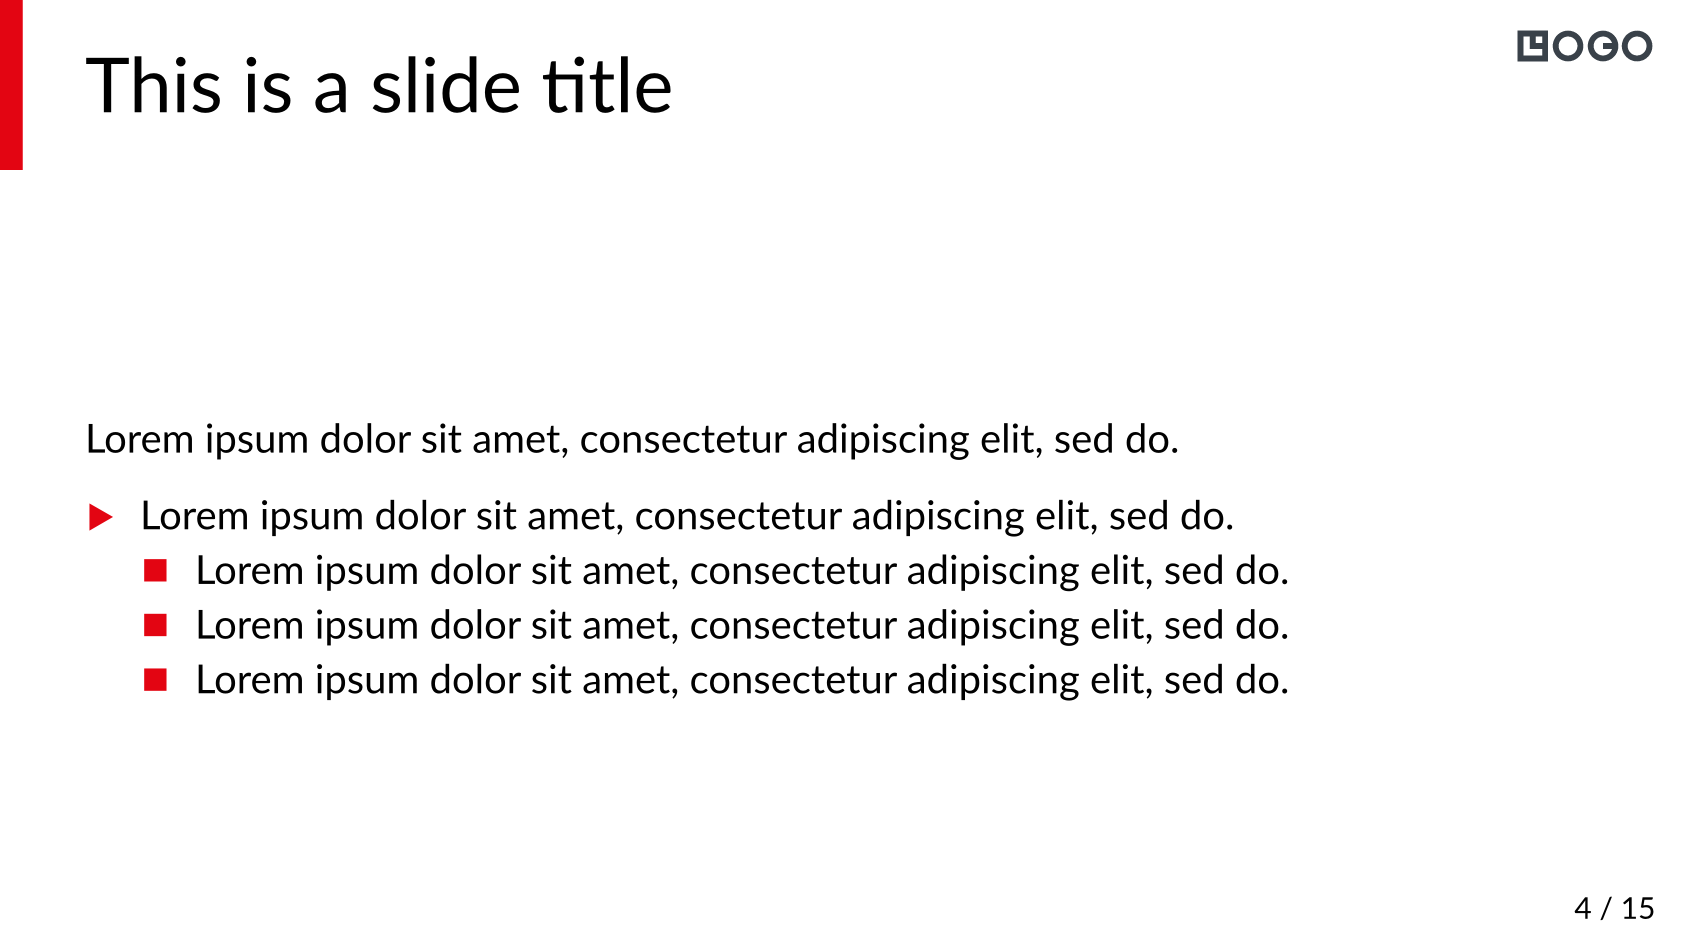 This is a slide title
LOGO
Lorem ipsum dolor sit amet, consectetur adipiscing elit, sed do.
Lorem ipsum dolor sit amet, consectetur adipiscing elit, sed do.
Lorem ipsum dolor sit amet, consectetur adipiscing elit, sed do.
Lorem ipsum dolor sit amet, consectetur adipiscing elit, sed do.
Lorem ipsum dolor sit amet, consectetur adipiscing elit, sed do.
4 / 15